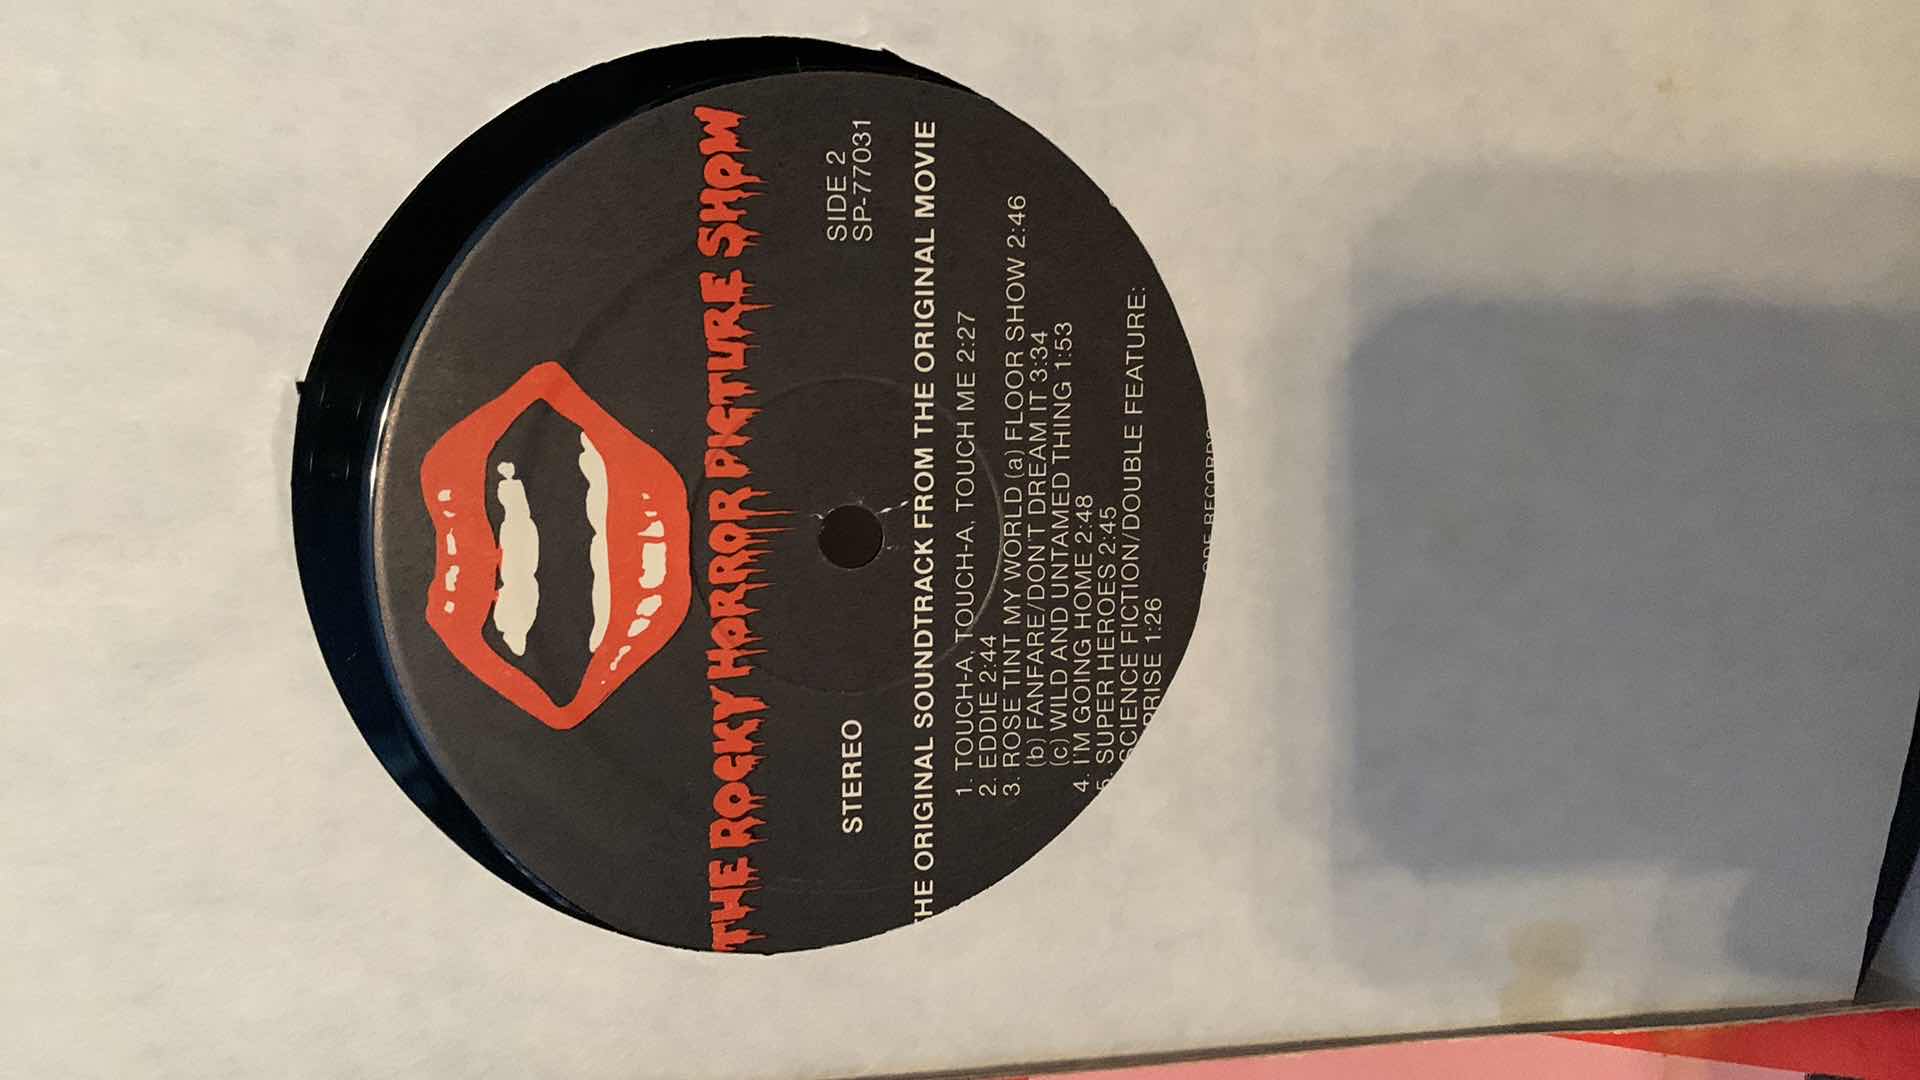 THE ROCKY HORROR PICTURE SHOW
STEREO
SIDE 2
SP-77031
THE ORIGINAL SOUNDTRACK FROM THE ORIGINAL MOVIE
1. TOUCH-A, TOUCH-A, TOUCH ME 2:27
2. EDDIE 2:44
3. ROSE TINT MY WORLD (a) FLOOR SHOW 2:46
(b) FANFARE/DON'T DREAM IT 3:34
(c) WILD AND UNTAMED THING 1:53
4. I'M GOING HOME 2:48
5. SUPER HEROES 2:45
SCIENCE FICTION/DOUBLE FEATURE:
1:26
RECORDS